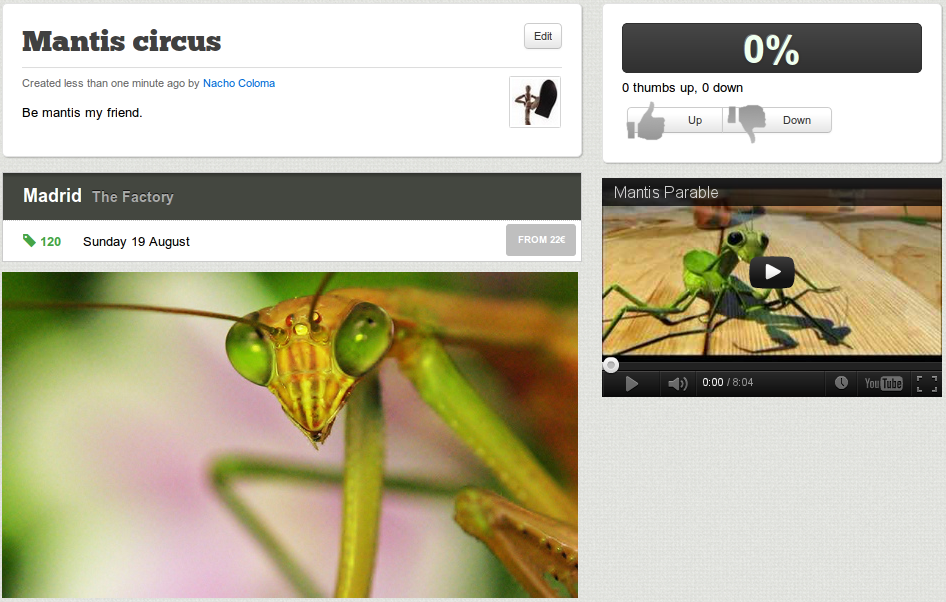 Mantis circus
Edit
Created less than one minute ago by Nacho Coloma
Be mantis my friend.
Madrid The Factory
120 Sunday 19 August
FROM 22€
0%
0 thumbs up, 0 down
Up Down
Mantis Parable
0:00 / 8:04
YouTube